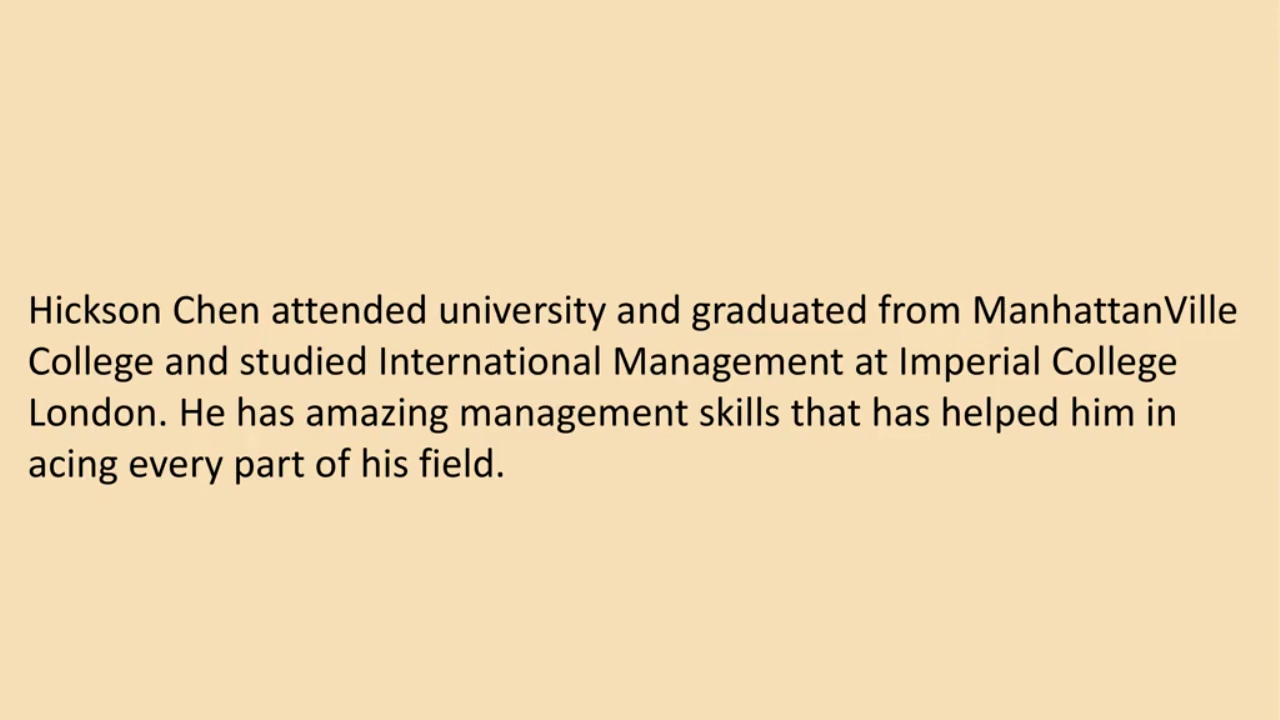 Hickson Chen attended university and graduated from ManhattanVille
College and studied International Management at Imperial College
London. He has amazing management skills that has helped him in
acing every part of his field.